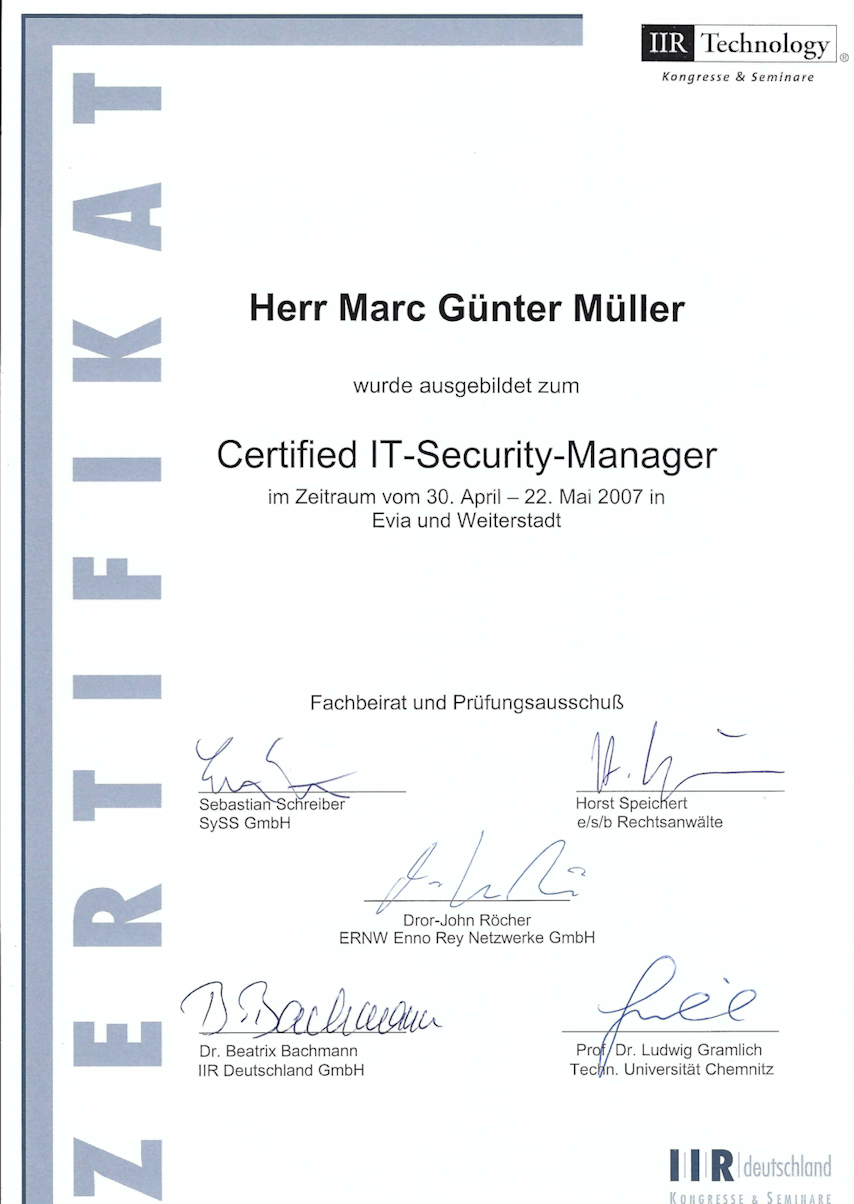 IIR Technology ®
Kongresse & Seminare
ZERTIFIKAT
Herr Marc Günter Müller
wurde ausgebildet zum
Certified IT-Security-Manager
im Zeitraum vom 30. April – 22. Mai 2007 in
Evia und Weiterstadt
Fachbeirat und Prüfungsausschuß
Sebastian Schreiber
SySS GmbH
Horst Speichert
e/s/b Rechtsanwälte
Dror-John Röcher
ERNW Enno Rey Netzwerke GmbH
B. Bachmann
Dr. Beatrix Bachmann
IIR Deutschland GmbH
Prof. Dr. Ludwig Gramlich
Techn. Universität Chemnitz
IIR deutschland
KONGRESSE & SEMINARE